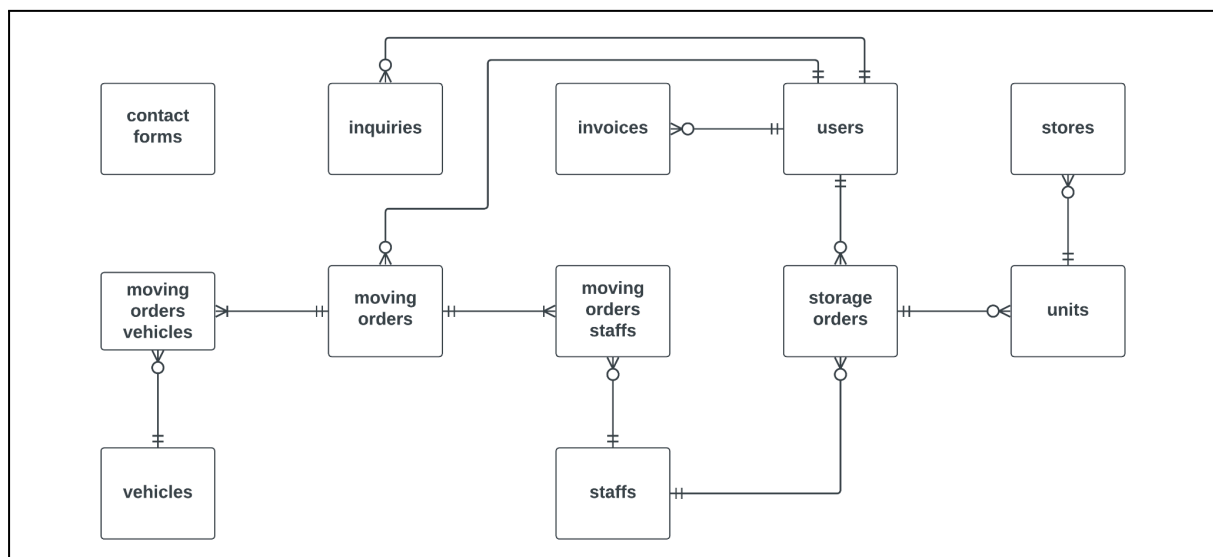 contact
forms
inquiries
invoices
users
stores
moving
orders
vehicles
moving
orders
moving
orders
staffs
storage
orders
units
vehicles
staffs